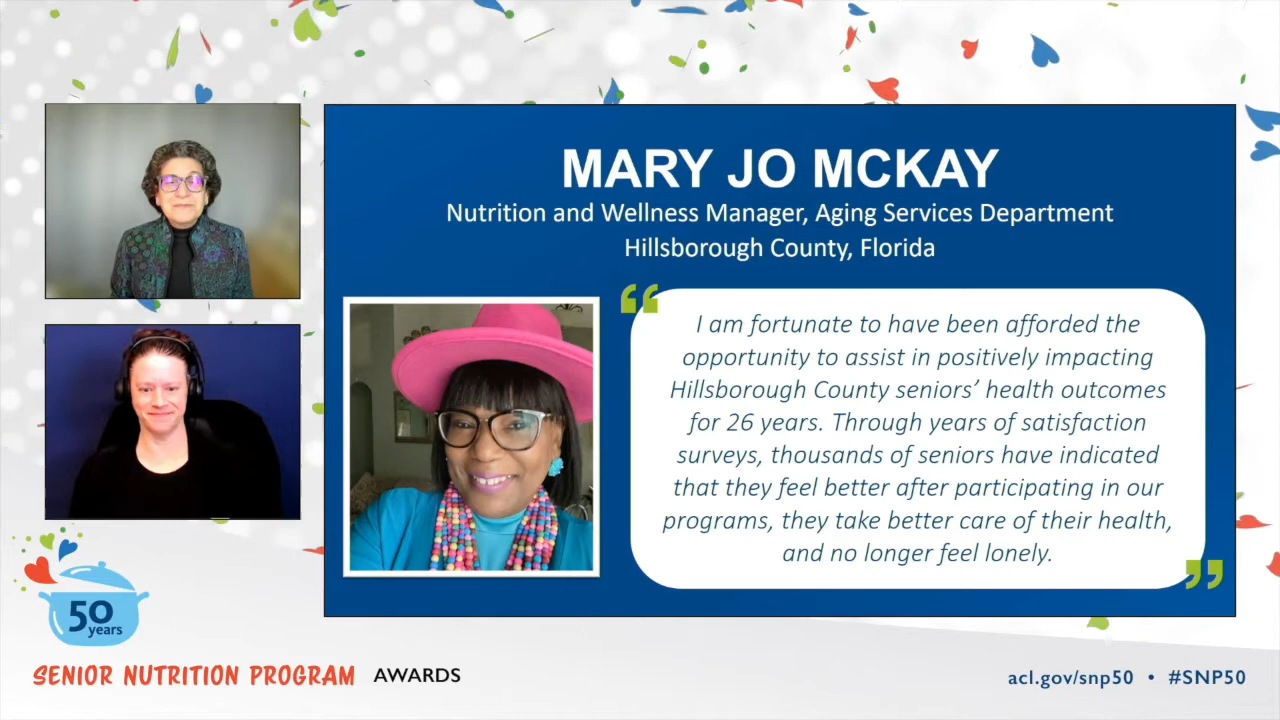 MARY JO MCKAY
Nutrition and Wellness Manager, Aging Services Department
Hillsborough County, Florida
“
I am fortunate to have been afforded the
opportunity to assist in positively impacting
Hillsborough County seniors’ health outcomes
for 26 years. Through years of satisfaction
surveys, thousands of seniors have indicated
that they feel better after participating in our
programs, they take better care of their health,
and no longer feel lonely.
”
50
years
SENIOR NUTRITION PROGRAM AWARDS
acl.gov/snp50 • #SNP50